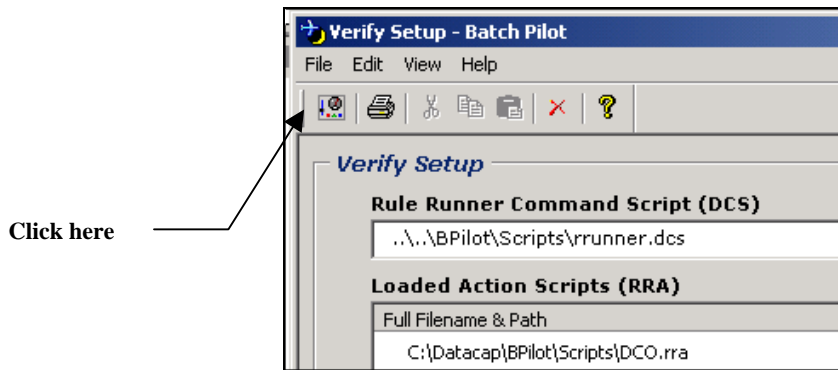 Verify Setup - Batch Pilot
File Edit View Help
Verify Setup
Rule Runner Command Script (DCS)
..\..\BPilot\Scripts\rrunner.dcs
Click here
Loaded Action Scripts (RRA)
Full Filename & Path
C:\Datacap\BPilot\Scripts\DCO.rra